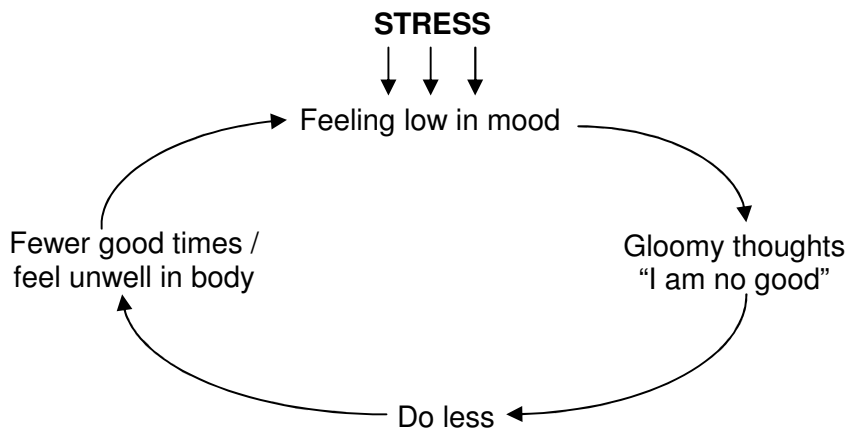 STRESS
Feeling low in mood
Fewer good times /
feel unwell in body
Gloomy thoughts
“I am no good”
Do less